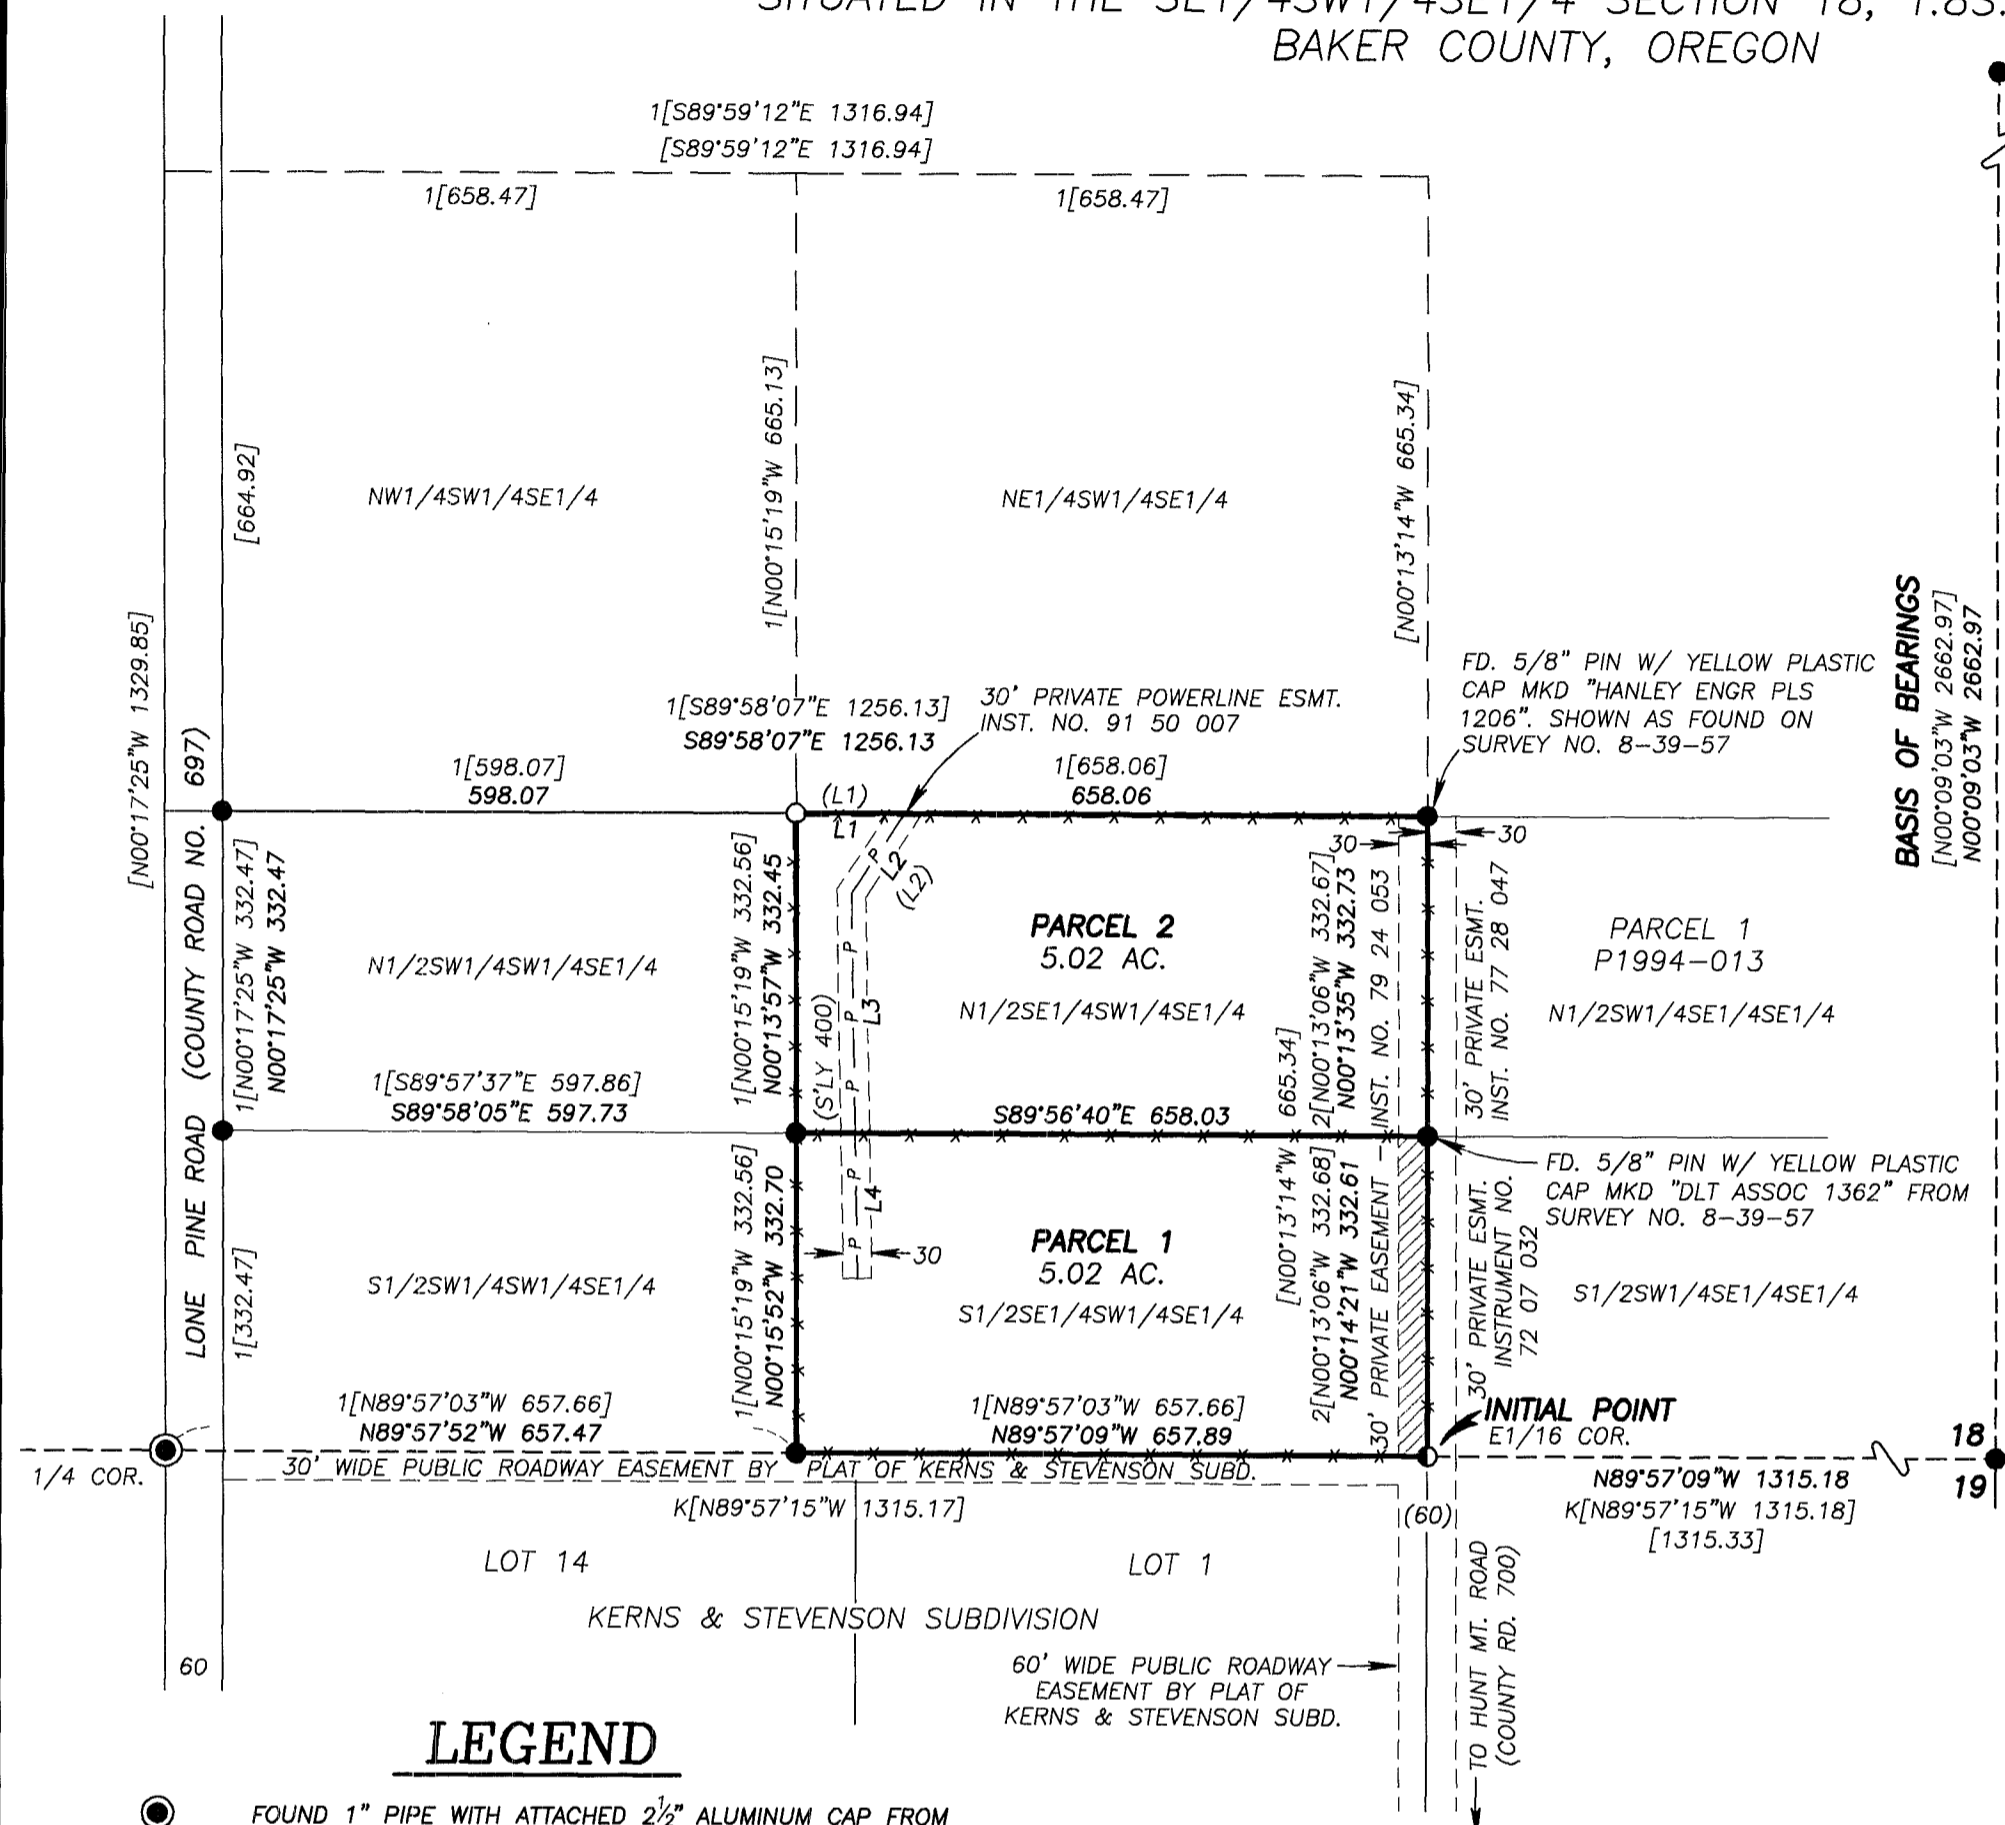 SITUATED IN THE SE1/4SW1/4SE1/4 SECTION 18, T.8S.
BAKER COUNTY, OREGON
1[S89°59'12"E 1316.94]
[S89°59'12"E 1316.94]
1[658.47]
1[658.47]
[N00°17'25"W 1329.85]
[664.92]
NW1/4SW1/4SE1/4
1[N00°15'19"W 665.13]
NE1/4SW1/4SE1/4
[N00°13'14"W 665.34]
BASIS OF BEARINGS
[N00°09'03"W 2662.97]
N00°09'03"W 2662.97
FD. 5/8" PIN W/ YELLOW PLASTIC
CAP MKD "HANLEY ENGR PLS
1206". SHOWN AS FOUND ON
SURVEY NO. 8-39-57
30' PRIVATE POWERLINE ESMT.
INST. NO. 91 50 007
1[S89°58'07"E 1256.13]
S89°58'07"E 1256.13
1[598.07]
598.07
1[658.06]
658.06
(L1)
L1
L2
(L2)
30
30
LONE PINE ROAD (COUNTY ROAD NO. 697)
1[N00°17'25"W 332.47]
N00°17'25"W 332.47
N1/2SW1/4SW1/4SE1/4
1[N00°15'19"W 332.56]
N00°13'57"W 332.45
(S'LY 400)
P
P
P
P
L3
PARCEL 2
5.02 AC.
N1/2SE1/4SW1/4SE1/4
2[N00°13'06"W 332.67]
N00°13'35"W 332.73
[N00°13'14"W 665.34]
30' PRIVATE EASEMENT - INST. NO. 79 24 053
30' PRIVATE ESMT.
INST. NO. 77 28 047
PARCEL 1
P1994-013
N1/2SW1/4SE1/4SE1/4
1[S89°57'37"E 597.86]
S89°58'05"E 597.73
S89°56'40"E 658.03
FD. 5/8" PIN W/ YELLOW PLASTIC
CAP MKD "DLT ASSOC 1362" FROM
SURVEY NO. 8-39-57
1[332.47]
S1/2SW1/4SW1/4SE1/4
1[N00°15'19"W 332.56]
N00°15'52"W 332.70
P
P
L4
30
PARCEL 1
5.02 AC.
S1/2SE1/4SW1/4SE1/4
2[N00°13'06"W 332.68]
N00°14'21"W 332.61
30' PRIVATE ESMT.
INSTRUMENT NO.
72 07 032
S1/2SW1/4SE1/4SE1/4
1[N89°57'03"W 657.66]
N89°57'52"W 657.47
1[N89°57'03"W 657.66]
N89°57'09"W 657.89
INITIAL POINT
E1/16 COR.
18
19
1/4 COR.
30' WIDE PUBLIC ROADWAY EASEMENT BY PLAT OF KERNS & STEVENSON SUBD.
K[N89°57'15"W 1315.17]
(60)
N89°57'09"W 1315.18
K[N89°57'15"W 1315.18]
[1315.33]
LOT 14
LOT 1
KERNS & STEVENSON SUBDIVISION
60
60' WIDE PUBLIC ROADWAY
EASEMENT BY PLAT OF
KERNS & STEVENSON SUBD.
TO HUNT MT. ROAD
(COUNTY RD. 700)
LEGEND
FOUND 1" PIPE WITH ATTACHED 2½" ALUMINUM CAP FROM